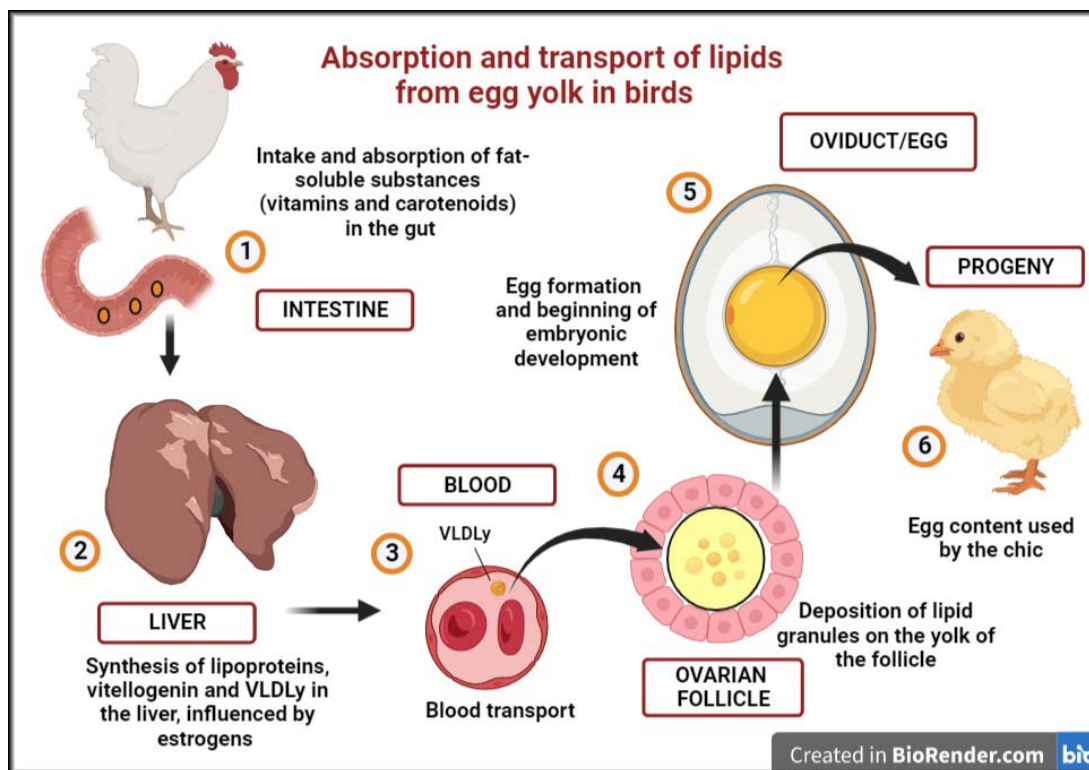 Absorption and transport of lipids
from egg yolk in birds
Intake and absorption of fat-
soluble substances
(vitamins and carotenoids)
in the gut
1
INTESTINE
2
LIVER
Synthesis of lipoproteins,
vitellogenin and VLDLy in
the liver, influenced by
estrogens
BLOOD
3
VLDLy
Blood transport
4
Deposition of lipid
granules on the yolk of
the follicle
OVARIAN
FOLLICLE
OVIDUCT/EGG
5
Egg formation
and beginning of
embryonic
development
PROGENY
6
Egg content used
by the chic
Created in BioRender.com bio